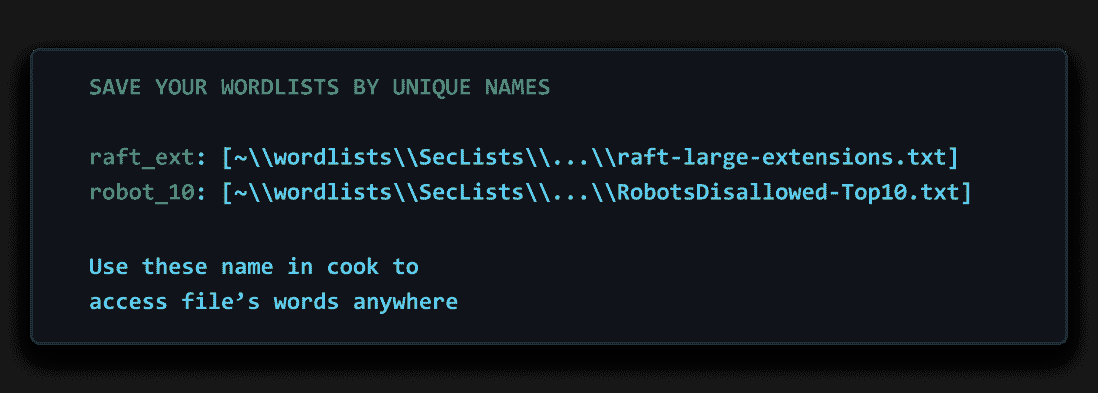 SAVE YOUR WORDLISTS BY UNIQUE NAMES
raft_ext: [~\\wordlists\\SecLists\\...\\raft-large-extensions.txt]
robot_10: [~\\wordlists\\SecLists\\...\\RobotsDisallowed-Top10.txt]
Use these name in cook to
access file’s words anywhere